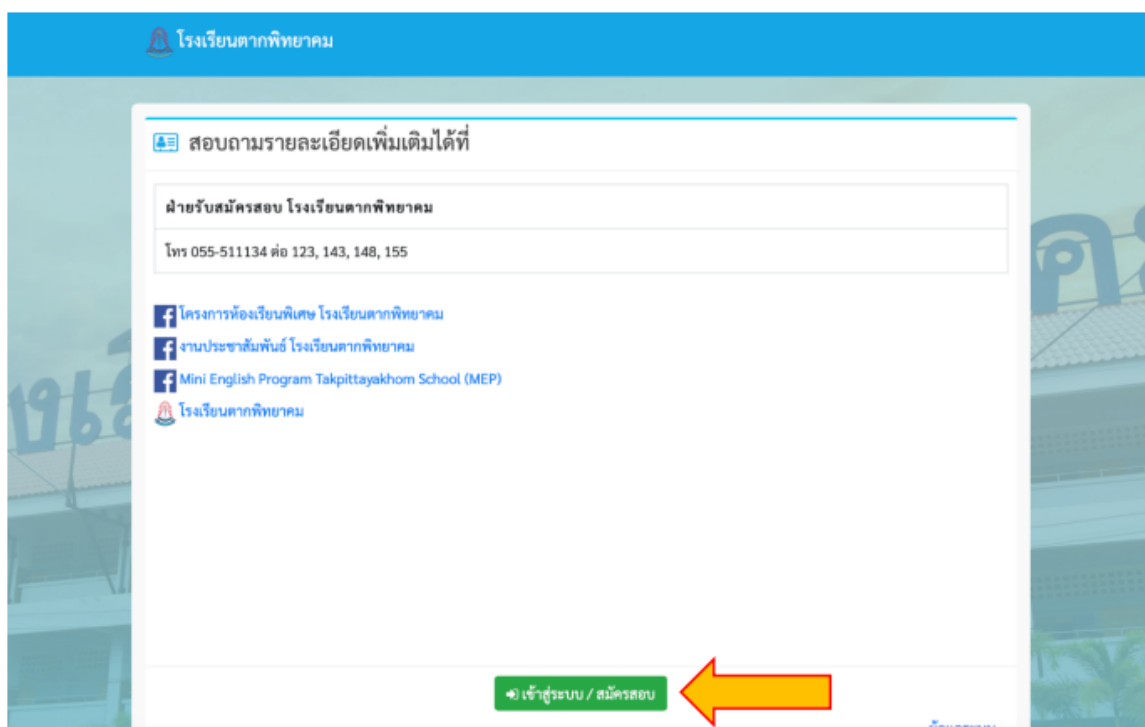 โรงเรียนตากพิทยาคม
สอบถามรายละเอียดเพิ่มเติมได้ที่
ฝ่ายรับสมัครสอบ โรงเรียนตากพิทยาคม
โทร 055-511134 ต่อ 123, 143, 148, 155
โครงการห้องเรียนพิเศษ โรงเรียนตากพิทยาคม
งานประชาสัมพันธ์ โรงเรียนตากพิทยาคม
Mini English Program Takpittayakhom School (MEP)
โรงเรียนตากพิทยาคม
เข้าสู่ระบบ / สมัครสอบ